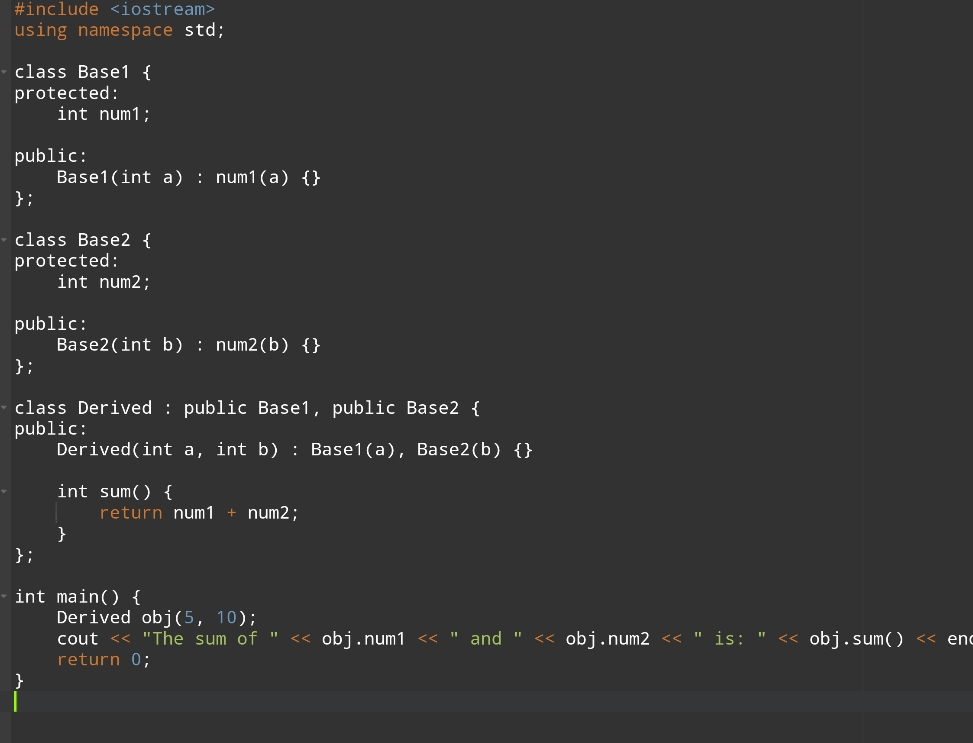 #include <iostream>
using namespace std;
class Base1 {
protected:
int num1;
public:
Base1(int a) : num1(a) {}
};
class Base2 {
protected:
int num2;
public:
Base2(int b) : num2(b) {}
};
class Derived : public Base1, public Base2 {
public:
Derived(int a, int b) : Base1(a), Base2(b) {}
int sum() {
return num1 + num2;
}
};
int main() {
Derived obj(5, 10);
cout << "The sum of " << obj.num1 << " and " << obj.num2 << " is: " << obj.sum() <<
return 0;
}